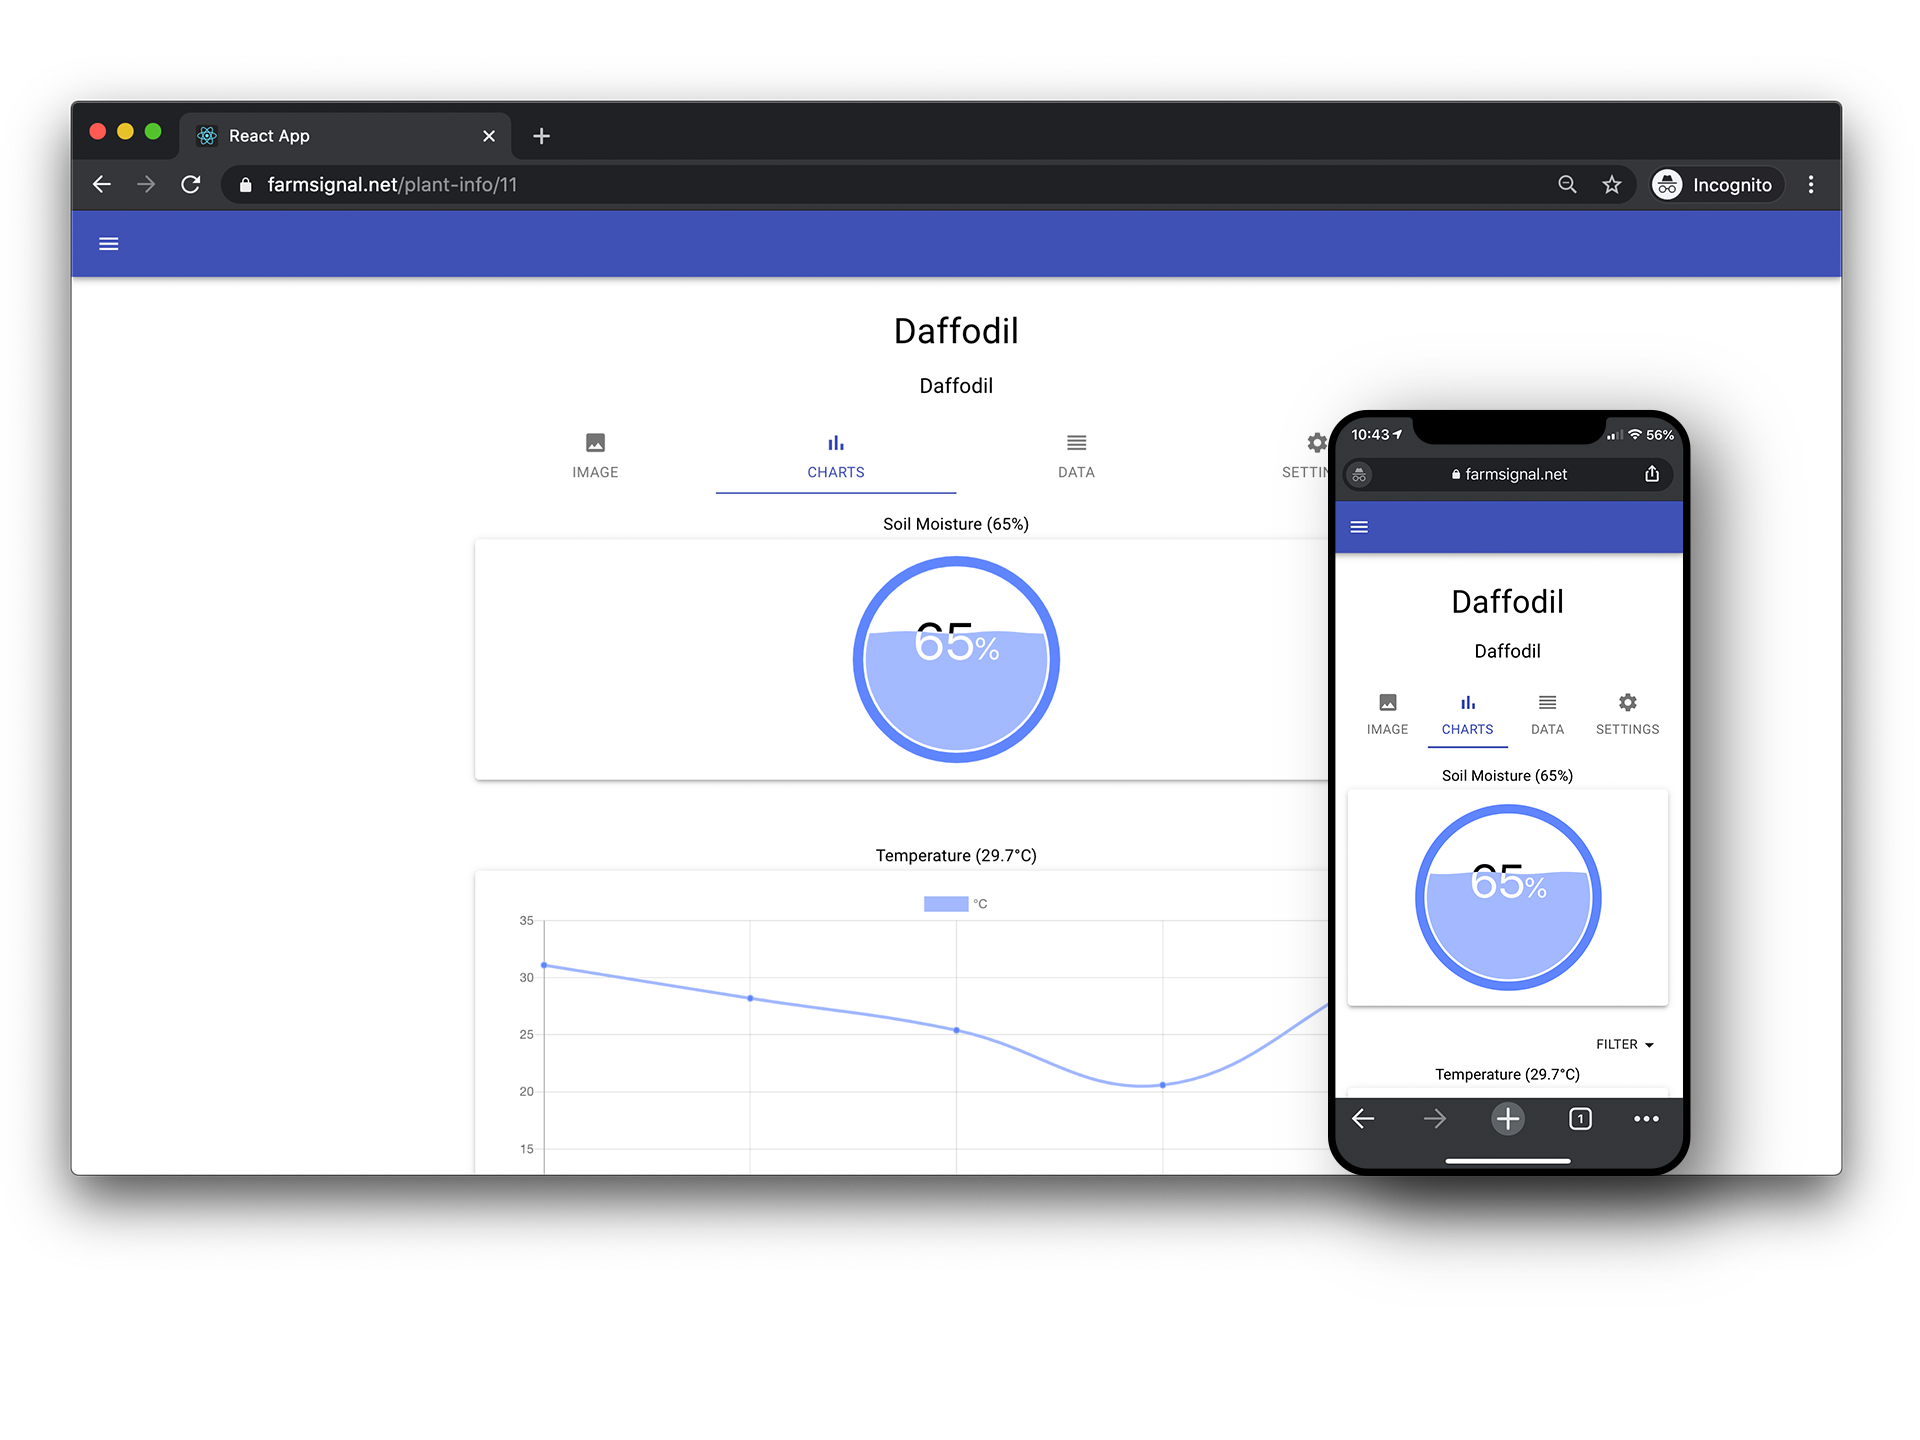 React App
farmsignal.net/plant-info/11
Incognito
Daffodil
Daffodil
IMAGE
CHARTS
DATA
SETTIN
Soil Moisture (65%)
65%
Temperature (29.7°C)
°C
35
30
25
20
15
10:43
56%
farmsignal.net
Daffodil
Daffodil
IMAGE
CHARTS
DATA
SETTINGS
Soil Moisture (65%)
65%
FILTER
Temperature (29.7°C)
1